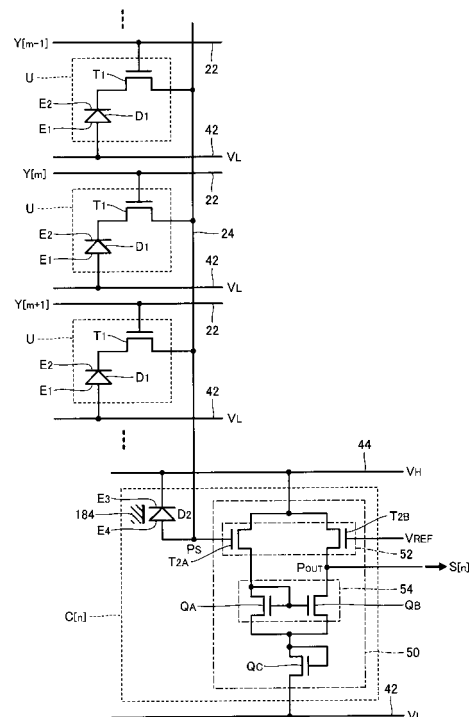 Y[m-1]
22
U
T1
E2
E1
D1
42
VL
Y[m]
22
U
T1
E2
E1
D1
24
42
VL
Y[m+1]
22
U
T1
E2
E1
D1
42
VL
44
VH
E3
184
D2
E4
PS
T2A
T2B
VREF
52
POUT
S[n]
54
QA
QB
C[n]
50
QC
42
VL